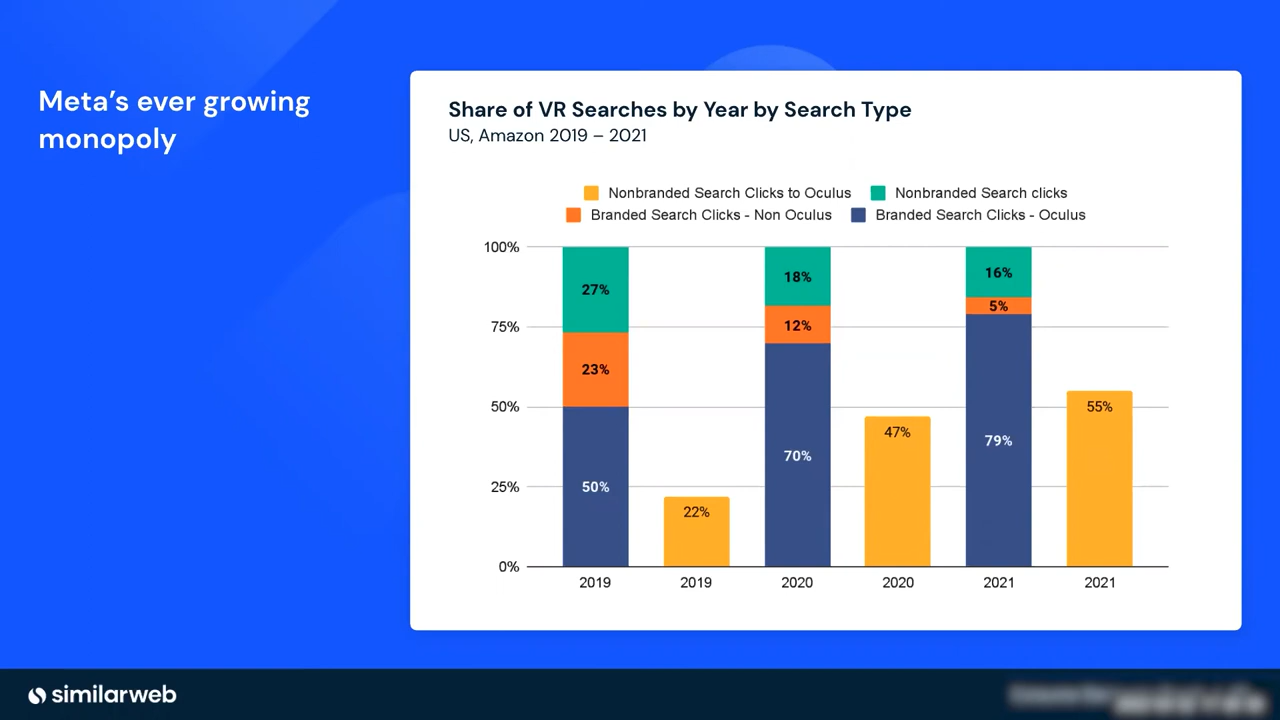 Meta's ever growing
monopoly
Share of VR Searches by Year by Search Type
US, Amazon 2019 – 2021
Nonbranded Search Clicks to Oculus Nonbranded Search clicks
Branded Search Clicks - Non Oculus Branded Search Clicks - Oculus
100%
75%
50%
25%
0%
27%
23%
50%
22%
18%
12%
70%
47%
16%
5%
79%
55%
2019 2019 2020 2020 2021 2021
similarweb